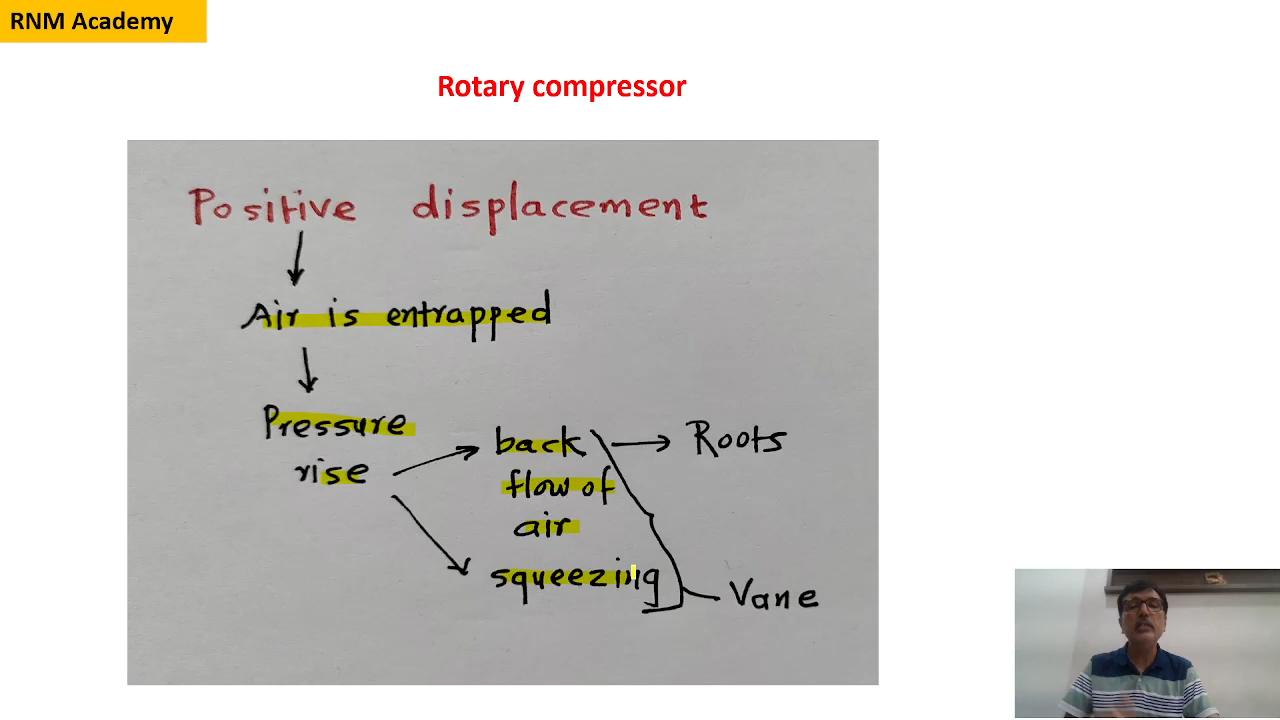 RNM Academy
Rotary compressor
Positive displacement
Air is entrapped
Pressure
rise
back
flow of
air
squeezing
Roots
Vane